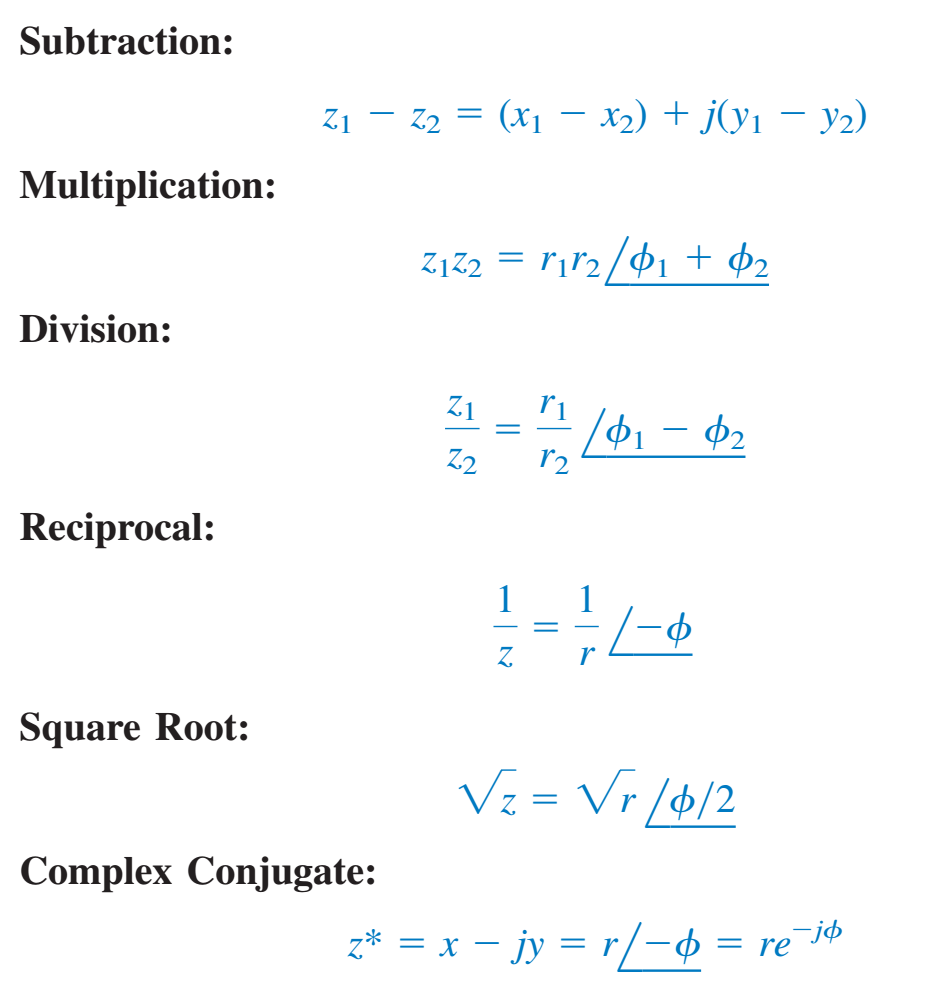 Subtraction:
z₁ − z₂ = (x₁ − x₂) + j(y₁ − y₂)
Multiplication:
z₁z₂ = r₁r₂ ∠ϕ₁ + ϕ₂
Division:
z₁/z₂ = r₁/r₂ ∠ϕ₁ − ϕ₂
Reciprocal:
1/z = 1/r ∠−ϕ
Square Root:
√z = √r ∠ϕ/2
Complex Conjugate:
z* = x − jy = r∠−ϕ = re^(−jϕ)